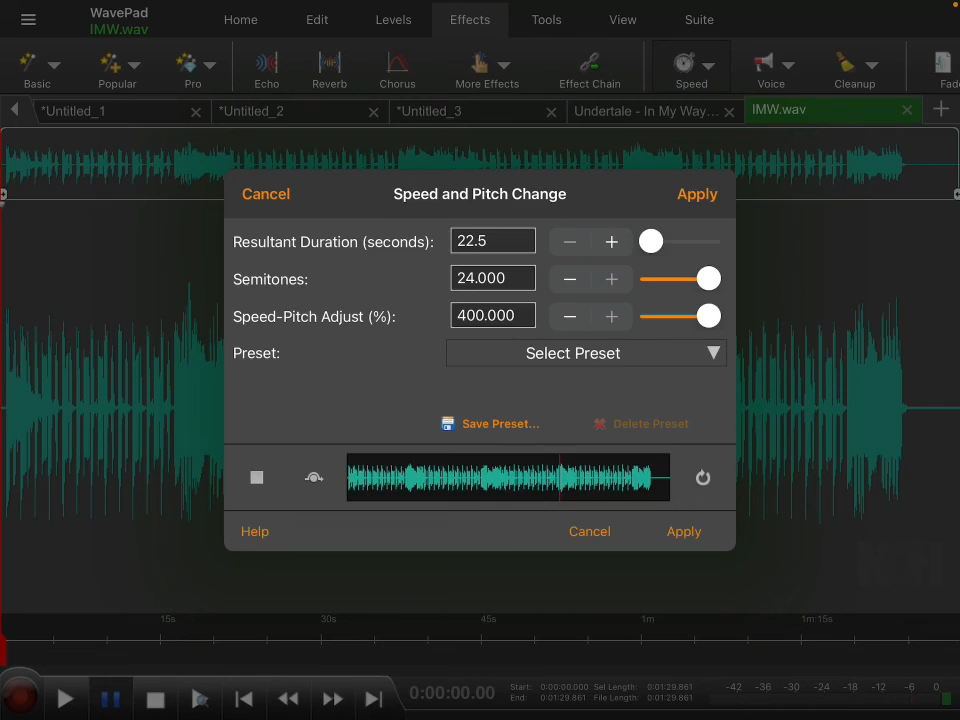 WavePad
IMW.wav
Home Edit Levels Effects Tools View Suite
Basic Popular Pro Echo Reverb Chorus More Effects Effect Chain Speed Voice Cleanup Fad
*Untitled_1 *Untitled_2 *Untitled_3 Undertale - In My Way... IMW.wav
Cancel Speed and Pitch Change Apply
Resultant Duration (seconds): 22.5
Semitones: 24.000
Speed-Pitch Adjust (%): 400.000
Preset: Select Preset
Save Preset... Delete Preset
Help Cancel Apply
NCH
15s 30s 45s 1m 1m:15s
0:00:00.00
Start: 0:00:00.000 Sel Length: 0:01:29.861
End: 0:01:29.861 File Length: 0:01:29.861
-42 -36 -30 -24 -18 -12 -6 0